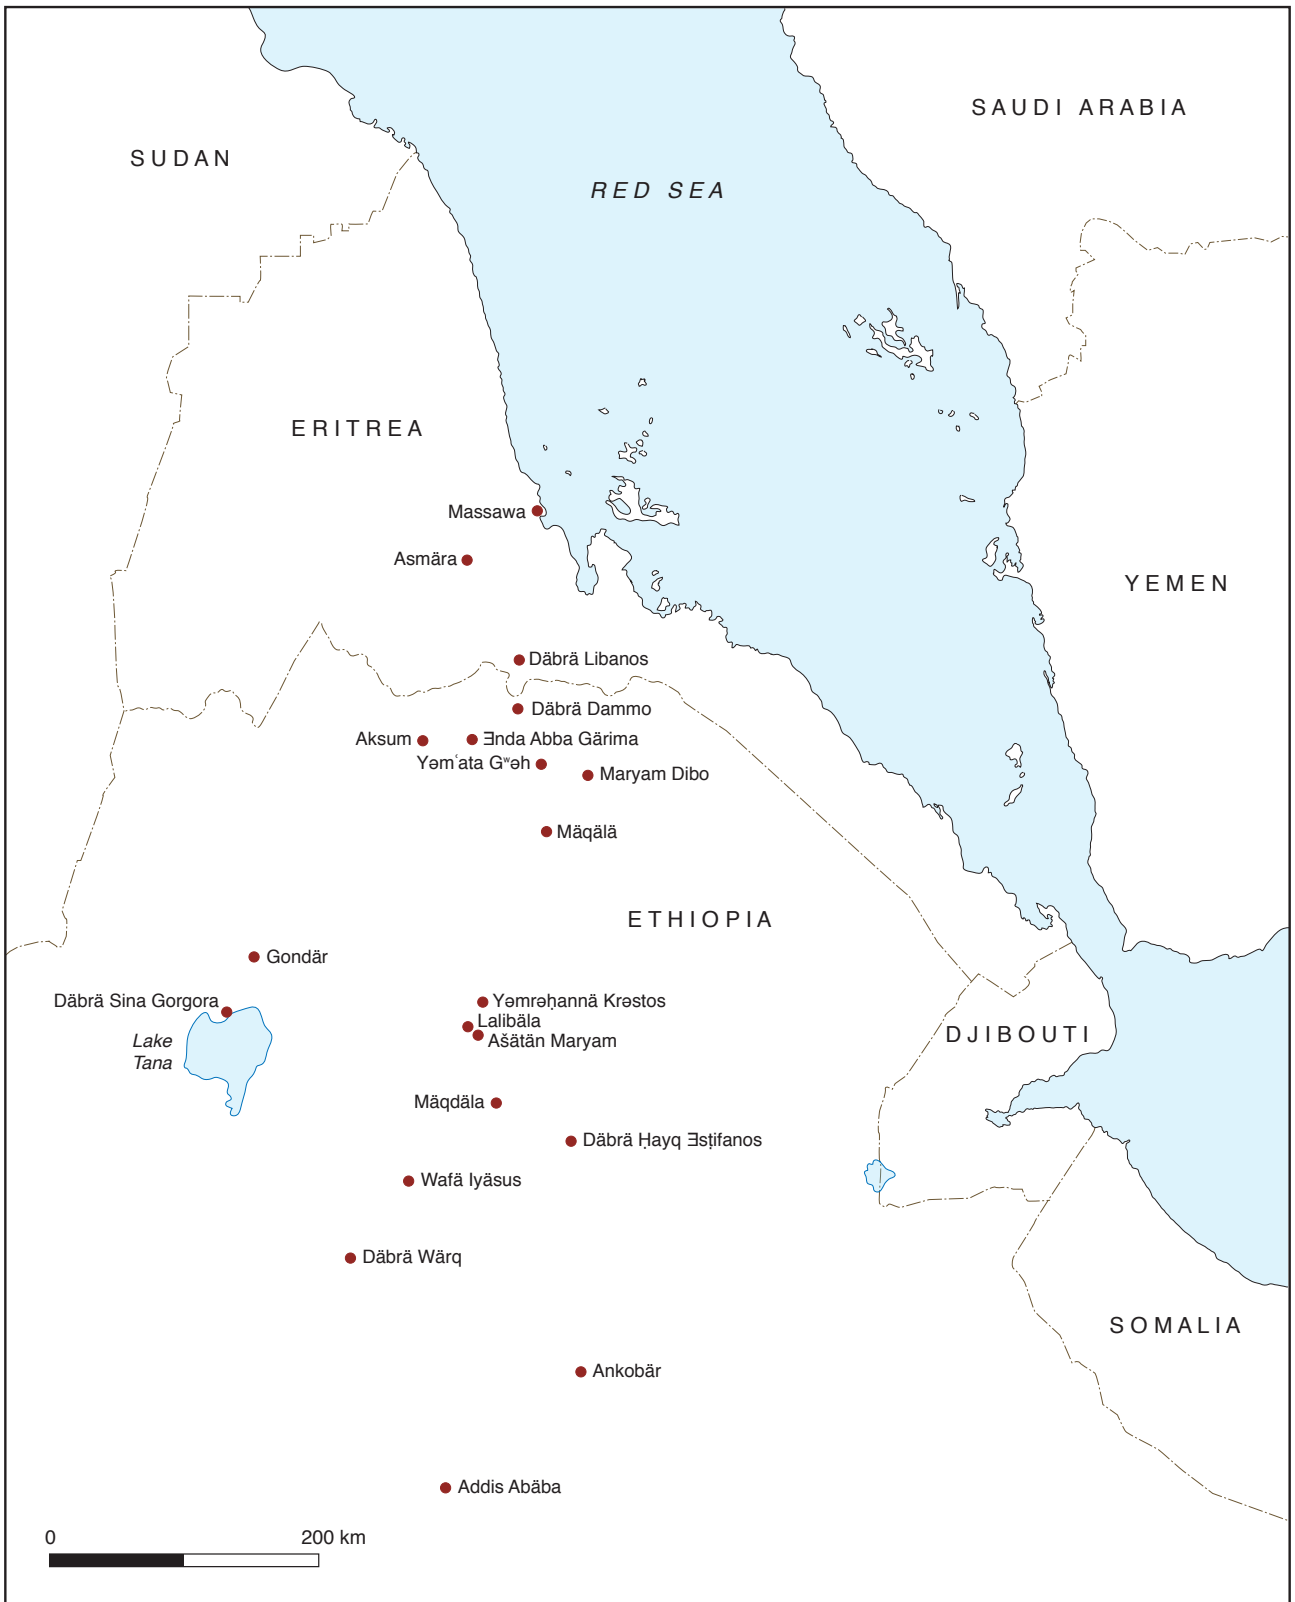 SAUDI ARABIA
SUDAN
RED SEA
ERITREA
Massawa
Asmära
YEMEN
Däbrä Libanos
Däbrä Dammo
Aksum
Ǝnda Abba Gärima
Yəmʿata Gʷəh
Maryam Dibo
Mäqälä
ETHIOPIA
Gondär
Däbrä Sina Gorgora
Yəmrəḥannä Krəstos
Lalibäla
Lake
Tana
Ašätän Maryam
DJIBOUTI
Mäqdäla
Däbrä Ḥayq Ǝsṭifanos
Wafä Iyäsus
Däbrä Wärq
SOMALIA
Ankobär
Addis Abäba
0 200 km